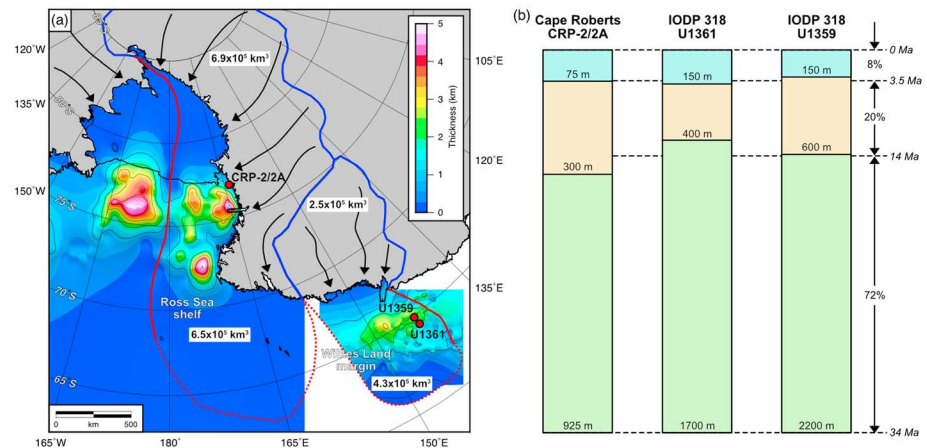 (a)
120°W
135°W
150°W
165°W
180°
165°E
150°E
135°E
120°E
105°E
75°S
70°S
65°S
6.9x10⁵ km³
2.5x10⁵ km³
6.5x10⁵ km³
4.3x10⁵ km³
CRP-2/2A
U1359
U1361
Ross Sea
shelf
Wilkes Land
margin
Thickness (km)
5
4
3
2
1
0
0 km 500
(b)
Cape Roberts
CRP-2/2A
IODP 318
U1361
IODP 318
U1359
75 m
150 m
150 m
300 m
400 m
600 m
925 m
1700 m
2200 m
0 Ma
8%
3.5 Ma
20%
14 Ma
72%
34 Ma